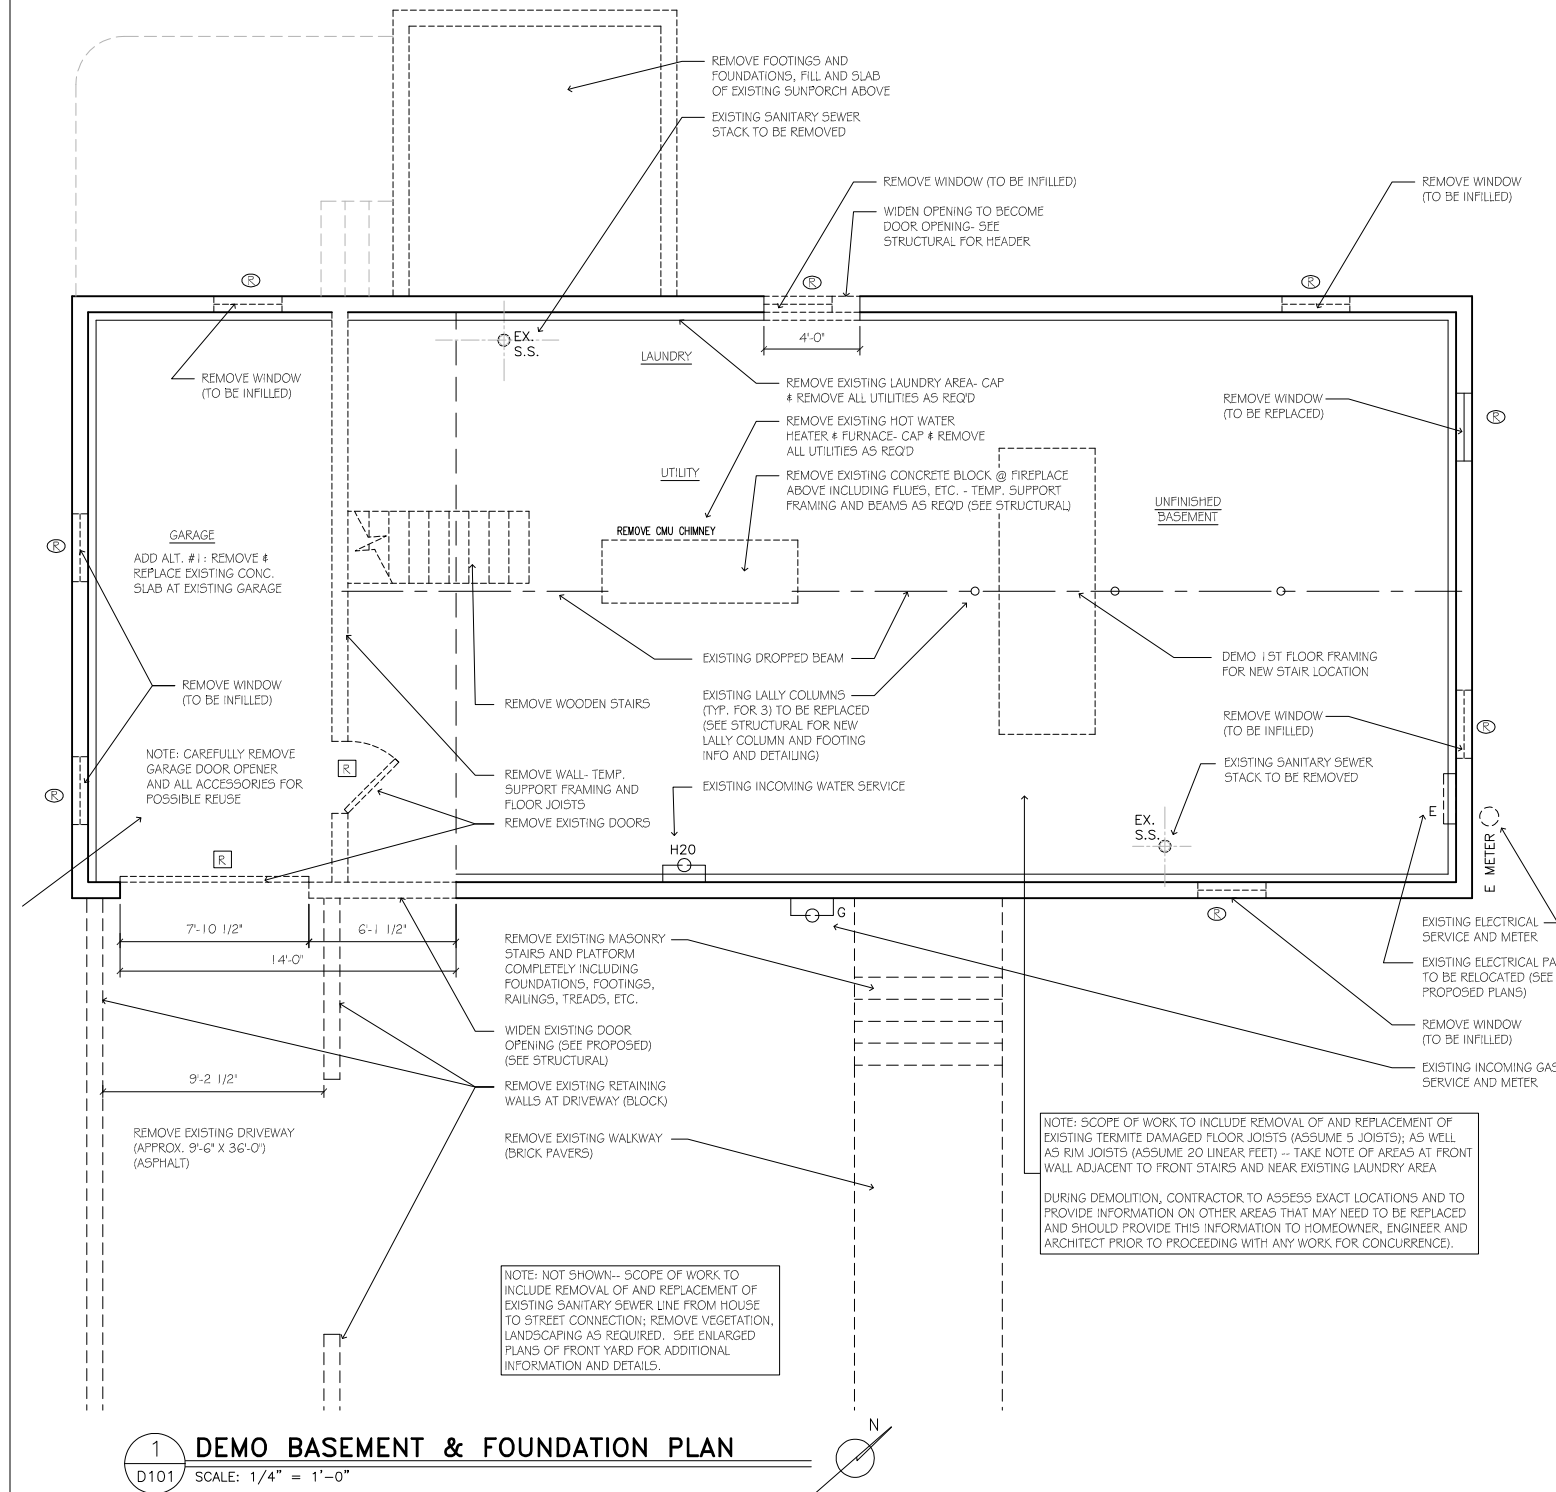 REMOVE FOOTINGS AND
FOUNDATIONS, FILL AND SLAB
OF EXISTING SUNPORCH ABOVE
EXISTING SANITARY SEWER
STACK TO BE REMOVED
REMOVE WINDOW (TO BE INFILLED)
WIDEN OPENING TO BECOME
DOOR OPENING- SEE
STRUCTURAL FOR HEADER
REMOVE WINDOW
(TO BE INFILLED)
R
R
R
EX.
S.S.
4'-0"
LAUNDRY
REMOVE WINDOW
(TO BE INFILLED)
REMOVE EXISTING LAUNDRY AREA- CAP
& REMOVE ALL UTILITIES AS REQ'D
REMOVE EXISTING HOT WATER
HEATER & FURNACE- CAP & REMOVE
ALL UTILITIES AS REQ'D
REMOVE WINDOW
(TO BE REPLACED)
R
UTILITY
REMOVE EXISTING CONCRETE BLOCK @ FIREPLACE
ABOVE INCLUDING FLUES, ETC. - TEMP. SUPPORT
FRAMING AND BEAMS AS REQ'D (SEE STRUCTURAL)
UNFINISHED
BASEMENT
REMOVE CMU CHIMNEY
GARAGE
R
ADD ALT. #1: REMOVE &
REPLACE EXISTING CONC.
SLAB AT EXISTING GARAGE
EXISTING DROPPED BEAM
DEMO 1ST FLOOR FRAMING
FOR NEW STAIR LOCATION
REMOVE WINDOW
(TO BE INFILLED)
REMOVE WOODEN STAIRS
EXISTING LALLY COLUMNS
(TYP. FOR 3) TO BE REPLACED
(SEE STRUCTURAL FOR NEW
LALLY COLUMN AND FOOTING
INFO AND DETAILING)
REMOVE WINDOW
(TO BE INFILLED)
R
NOTE: CAREFULLY REMOVE
GARAGE DOOR OPENER
AND ALL ACCESSORIES FOR
POSSIBLE REUSE
R
R
REMOVE WALL- TEMP.
SUPPORT FRAMING AND
FLOOR JOISTS
EXISTING INCOMING WATER SERVICE
EXISTING SANITARY SEWER
STACK TO BE REMOVED
REMOVE EXISTING DOORS
EX.
S.S.
E
E METER
H20
R
G
R
7'-10 1/2"
6'-1 1/2"
14'-0"
REMOVE EXISTING MASONRY
STAIRS AND PLATFORM
COMPLETELY INCLUDING
FOUNDATIONS, FOOTINGS,
RAILINGS, TREADS, ETC.
EXISTING ELECTRICAL
SERVICE AND METER
EXISTING ELECTRICAL PA
TO BE RELOCATED (SEE
PROPOSED PLANS)
WIDEN EXISTING DOOR
OPENING (SEE PROPOSED)
(SEE STRUCTURAL)
REMOVE WINDOW
(TO BE INFILLED)
EXISTING INCOMING GAS
SERVICE AND METER
9'-2 1/2"
REMOVE EXISTING RETAINING
WALLS AT DRIVEWAY (BLOCK)
REMOVE EXISTING DRIVEWAY
(APPROX. 9'-6" X 36'-0")
(ASPHALT)
REMOVE EXISTING WALKWAY
(BRICK PAVERS)
NOTE: SCOPE OF WORK TO INCLUDE REMOVAL OF AND REPLACEMENT OF
EXISTING TERMITE DAMAGED FLOOR JOISTS (ASSUME 5 JOISTS); AS WELL
AS RIM JOISTS (ASSUME 20 LINEAR FEET) -- TAKE NOTE OF AREAS AT FRONT
WALL ADJACENT TO FRONT STAIRS AND NEAR EXISTING LAUNDRY AREA
DURING DEMOLITION, CONTRACTOR TO ASSESS EXACT LOCATIONS AND TO
PROVIDE INFORMATION ON OTHER AREAS THAT MAY NEED TO BE REPLACED
AND SHOULD PROVIDE THIS INFORMATION TO HOMEOWNER, ENGINEER AND
ARCHITECT PRIOR TO PROCEEDING WITH ANY WORK FOR CONCURRENCE).
NOTE: NOT SHOWN-- SCOPE OF WORK TO
INCLUDE REMOVAL OF AND REPLACEMENT OF
EXISTING SANITARY SEWER LINE FROM HOUSE
TO STREET CONNECTION; REMOVE VEGETATION,
LANDSCAPING AS REQUIRED. SEE ENLARGED
PLANS OF FRONT YARD FOR ADDITIONAL
INFORMATION AND DETAILS.
1
D101
DEMO BASEMENT & FOUNDATION PLAN
SCALE: 1/4" = 1'-0"
N